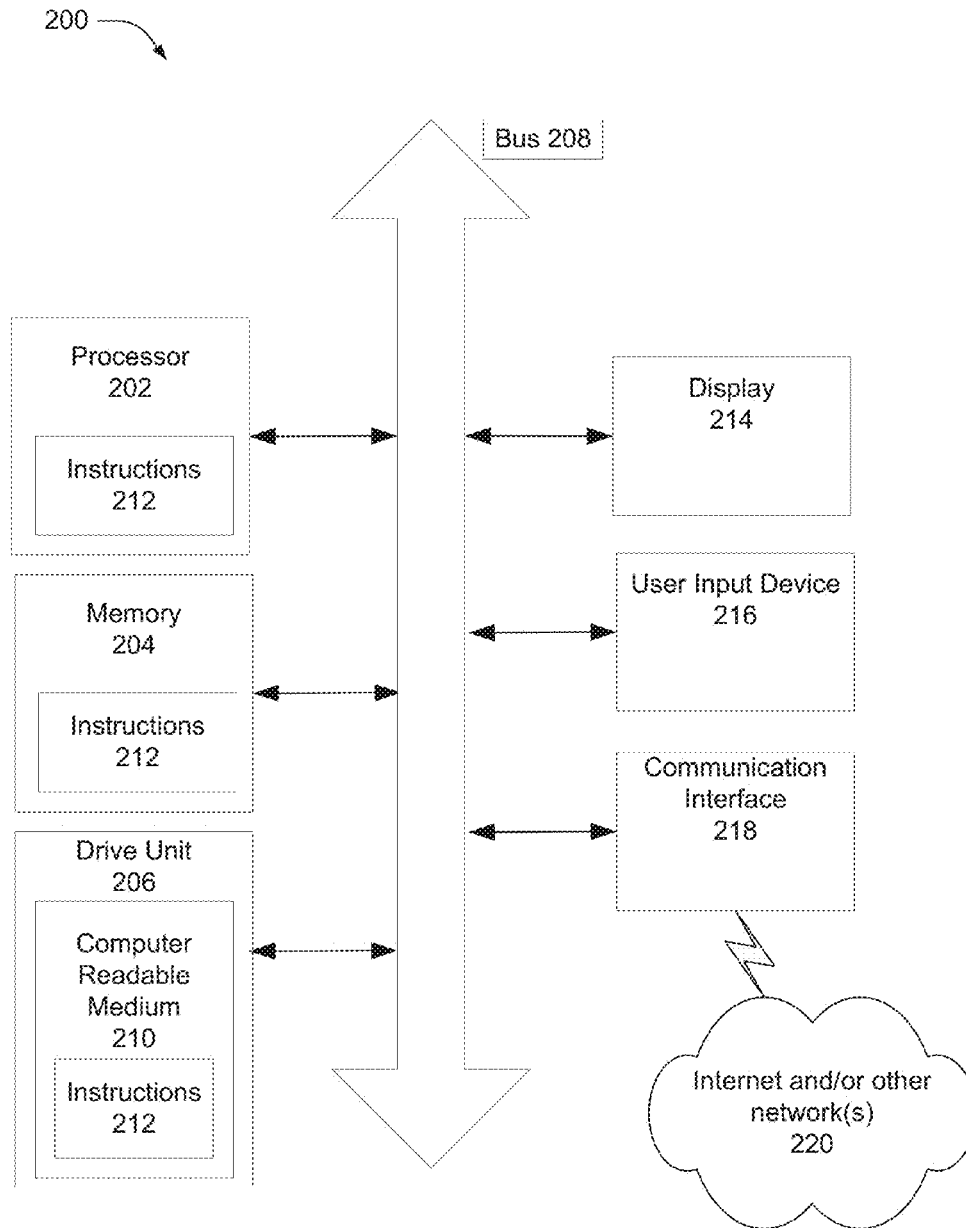 200
Bus 208
Processor
202
Instructions
212
Memory
204
Instructions
212
Drive Unit
206
Computer
Readable
Medium
210
Instructions
212
Display
214
User Input Device
216
Communication
Interface
218
Internet and/or other
network(s)
220